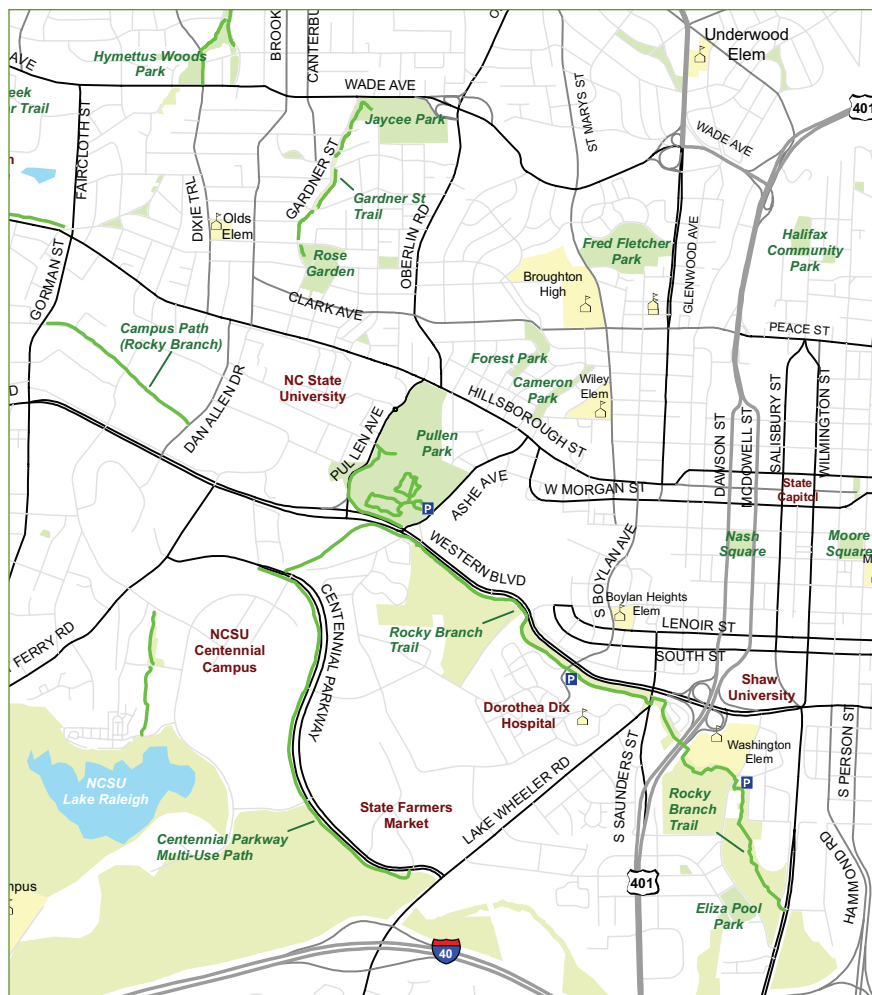 Hymettus Woods
Park
BROOK
CANTERBU
O
Underwood
Elem
AVE
WADE AVE
ST MARYS ST
401
eek
r Trail
Jaycee Park
WADE AVE
FAIRCLOTH ST
GARDNER ST
Gardner St
Trail
DIXIE TRL
Olds
Elem
OBERLIN RD
Fred Fletcher
Park
GLENWOOD AVE
Halifax
Community
Park
Rose
Garden
Broughton
High
GORMAN ST
CLARK AVE
PEACE ST
Campus Path
(Rocky Branch)
Forest Park
NC State
University
Cameron
Park
Wiley
Elem
D
DAN ALLEN DR
HILLSBOROUGH ST
SALISBURY ST
WILMINGTON ST
PULLEN AVE
Pullen
Park
DAWSON ST
MCDOWELL ST
ASHE AVE
W MORGAN ST
State
Capitol
P
WESTERN BLVD
S BOYLAN AVE
Nash
Square
Moore
Square
M
CENTENNIAL PARKWAY
Boylan Heights
Elem
FERRY RD
NCSU
Centennial
Campus
Rocky Branch
Trail
LENOIR ST
SOUTH ST
P
Shaw
University
Dorothea Dix
Hospital
Washington
Elem
S PERSON ST
NCSU
Lake Raleigh
S SAUNDERS ST
P
State Farmers
Market
LAKE WHEELER RD
Rocky
Branch
Trail
Centennial Parkway
Multi-Use Path
HAMMOND RD
401
mpus
Eliza Pool
Park
40